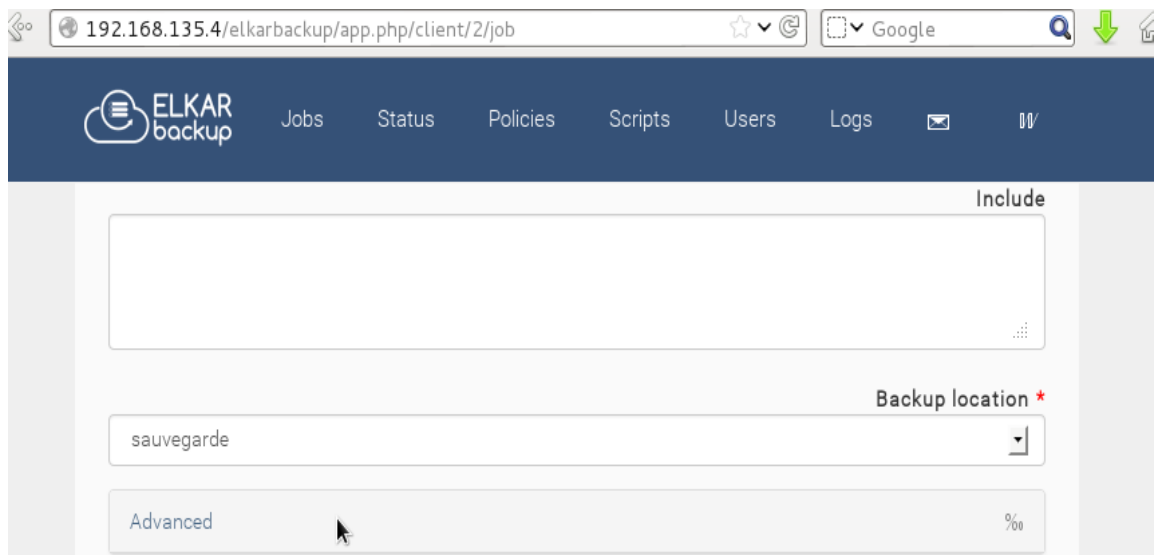 192.168.135.4/elkarbackup/app.php/client/2/job Google
ELKAR backup Jobs Status Policies Scripts Users Logs
Include
Backup location *
sauvegarde
Advanced ‰